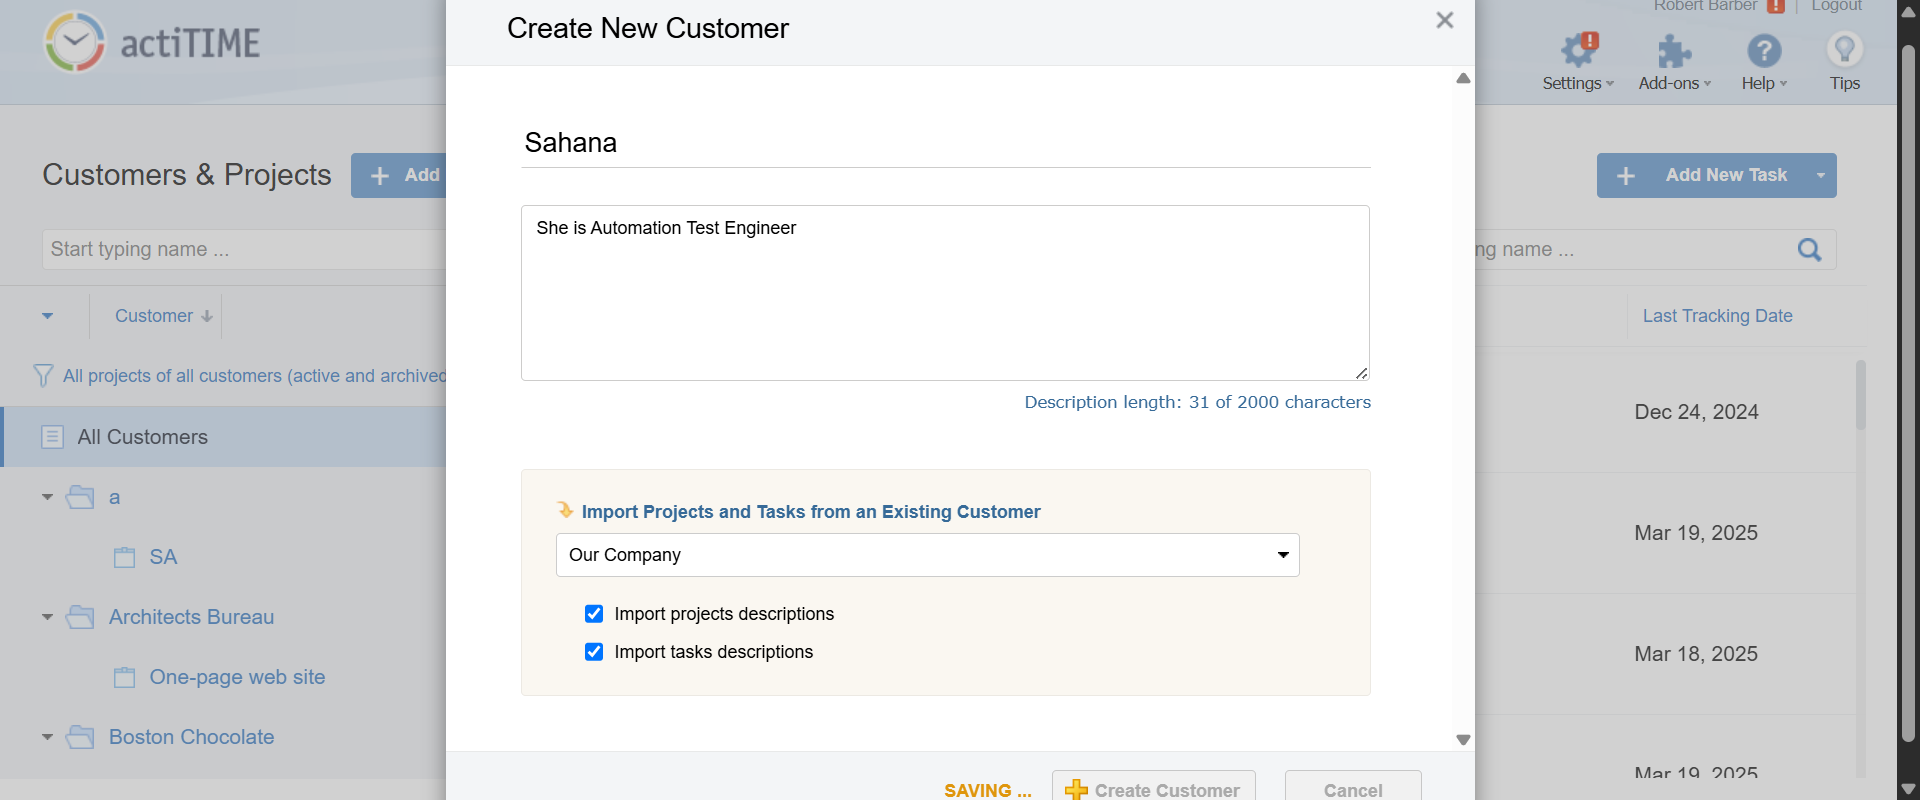 Create New Customer
Robert Barber ! | Logout
actiTIME
Settings
Add-ons
Help
Tips
Customers & Projects
Add
Add New Task
Sahana
Start typing name ...
ng name ...
She is Automation Test Engineer
Customer
Last Tracking Date
All projects of all customers (active and archived
Description length: 31 of 2000 characters
All Customers
Dec 24, 2024
a
Import Projects and Tasks from an Existing Customer
Our Company
Mar 19, 2025
SA
Import projects descriptions
Architects Bureau
Import tasks descriptions
Mar 18, 2025
One-page web site
Boston Chocolate
Mar 19, 2025
SAVING ...
Create Customer
Cancel